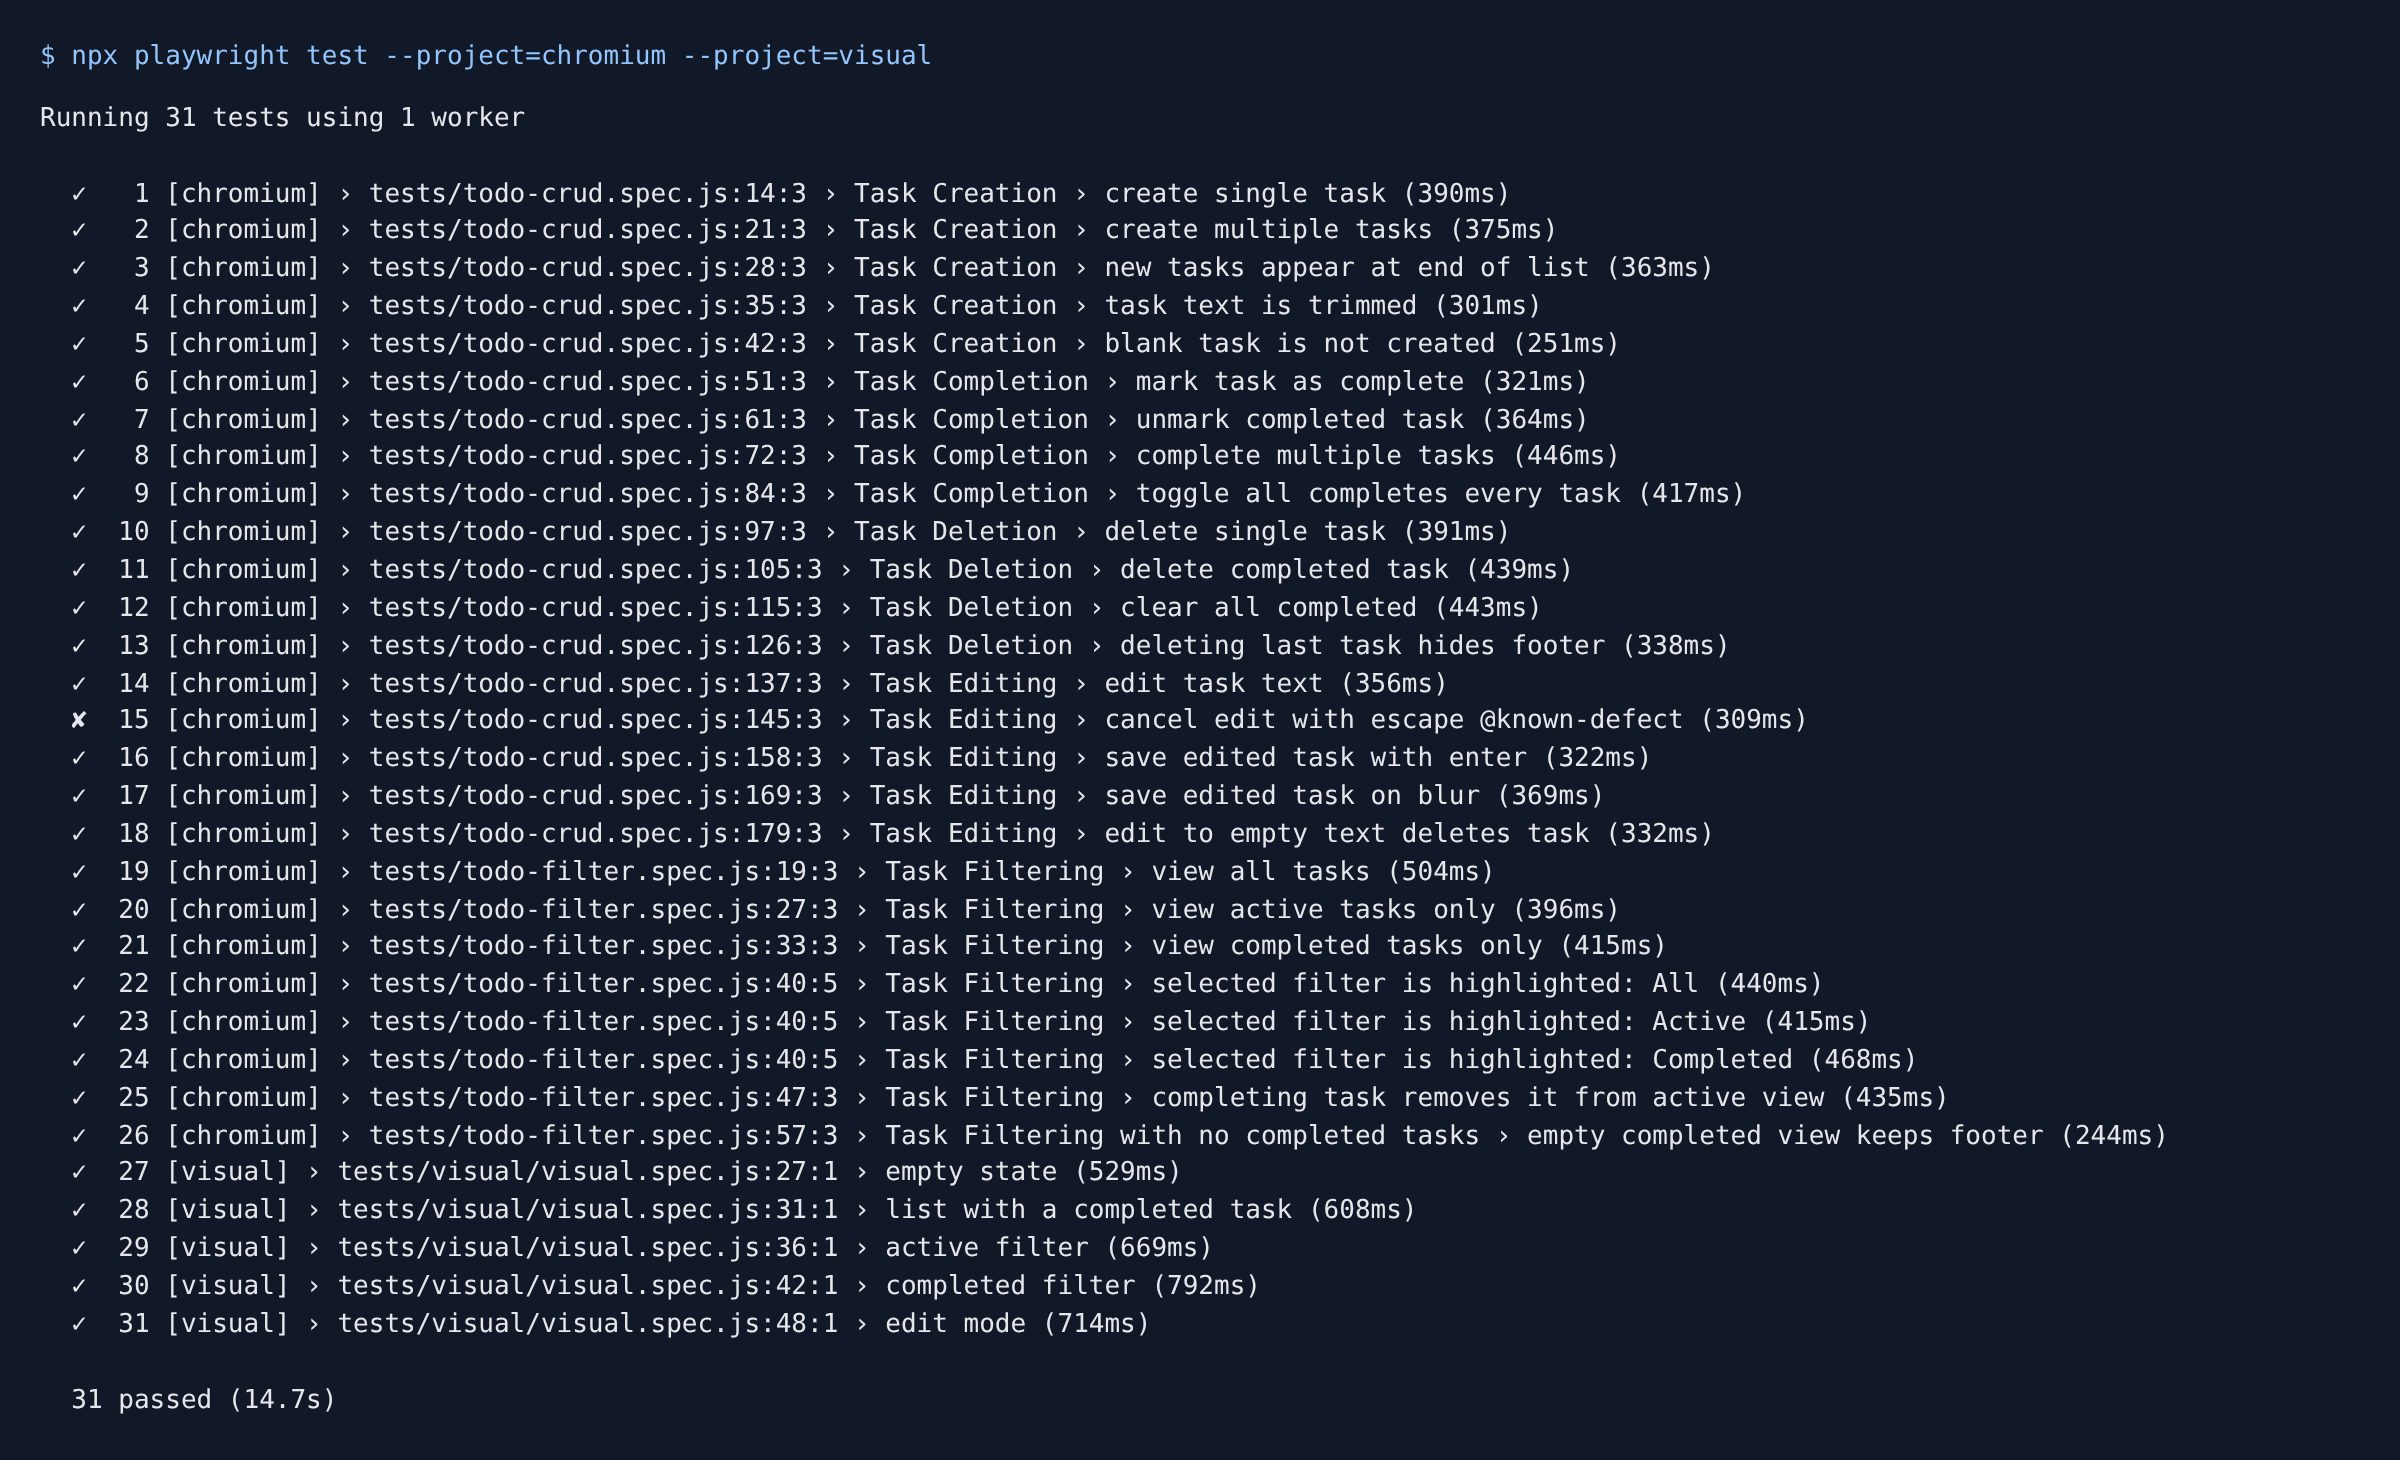 $ npx playwright test --project=chromium --project=visual
Running 31 tests using 1 worker
✓ 1 [chromium] › tests/todo-crud.spec.js:14:3 › Task Creation › create single task (390ms)
✓ 2 [chromium] › tests/todo-crud.spec.js:21:3 › Task Creation › create multiple tasks (375ms)
✓ 3 [chromium] › tests/todo-crud.spec.js:28:3 › Task Creation › new tasks appear at end of list (363ms)
✓ 4 [chromium] › tests/todo-crud.spec.js:35:3 › Task Creation › task text is trimmed (301ms)
✓ 5 [chromium] › tests/todo-crud.spec.js:42:3 › Task Creation › blank task is not created (251ms)
✓ 6 [chromium] › tests/todo-crud.spec.js:51:3 › Task Completion › mark task as complete (321ms)
✓ 7 [chromium] › tests/todo-crud.spec.js:61:3 › Task Completion › unmark completed task (364ms)
✓ 8 [chromium] › tests/todo-crud.spec.js:72:3 › Task Completion › complete multiple tasks (446ms)
✓ 9 [chromium] › tests/todo-crud.spec.js:84:3 › Task Completion › toggle all completes every task (417ms)
✓ 10 [chromium] › tests/todo-crud.spec.js:97:3 › Task Deletion › delete single task (391ms)
✓ 11 [chromium] › tests/todo-crud.spec.js:105:3 › Task Deletion › delete completed task (439ms)
✓ 12 [chromium] › tests/todo-crud.spec.js:115:3 › Task Deletion › clear all completed (443ms)
✓ 13 [chromium] › tests/todo-crud.spec.js:126:3 › Task Deletion › deleting last task hides footer (338ms)
✓ 14 [chromium] › tests/todo-crud.spec.js:137:3 › Task Editing › edit task text (356ms)
✘ 15 [chromium] › tests/todo-crud.spec.js:145:3 › Task Editing › cancel edit with escape @known-defect (309ms)
✓ 16 [chromium] › tests/todo-crud.spec.js:158:3 › Task Editing › save edited task with enter (322ms)
✓ 17 [chromium] › tests/todo-crud.spec.js:169:3 › Task Editing › save edited task on blur (369ms)
✓ 18 [chromium] › tests/todo-crud.spec.js:179:3 › Task Editing › edit to empty text deletes task (332ms)
✓ 19 [chromium] › tests/todo-filter.spec.js:19:3 › Task Filtering › view all tasks (504ms)
✓ 20 [chromium] › tests/todo-filter.spec.js:27:3 › Task Filtering › view active tasks only (396ms)
✓ 21 [chromium] › tests/todo-filter.spec.js:33:3 › Task Filtering › view completed tasks only (415ms)
✓ 22 [chromium] › tests/todo-filter.spec.js:40:5 › Task Filtering › selected filter is highlighted: All (440ms)
✓ 23 [chromium] › tests/todo-filter.spec.js:40:5 › Task Filtering › selected filter is highlighted: Active (415ms)
✓ 24 [chromium] › tests/todo-filter.spec.js:40:5 › Task Filtering › selected filter is highlighted: Completed (468ms)
✓ 25 [chromium] › tests/todo-filter.spec.js:47:3 › Task Filtering › completing task removes it from active view (435ms)
✓ 26 [chromium] › tests/todo-filter.spec.js:57:3 › Task Filtering with no completed tasks › empty completed view keeps footer (244ms)
✓ 27 [visual] › tests/visual/visual.spec.js:27:1 › empty state (529ms)
✓ 28 [visual] › tests/visual/visual.spec.js:31:1 › list with a completed task (608ms)
✓ 29 [visual] › tests/visual/visual.spec.js:36:1 › active filter (669ms)
✓ 30 [visual] › tests/visual/visual.spec.js:42:1 › completed filter (792ms)
✓ 31 [visual] › tests/visual/visual.spec.js:48:1 › edit mode (714ms)
31 passed (14.7s)